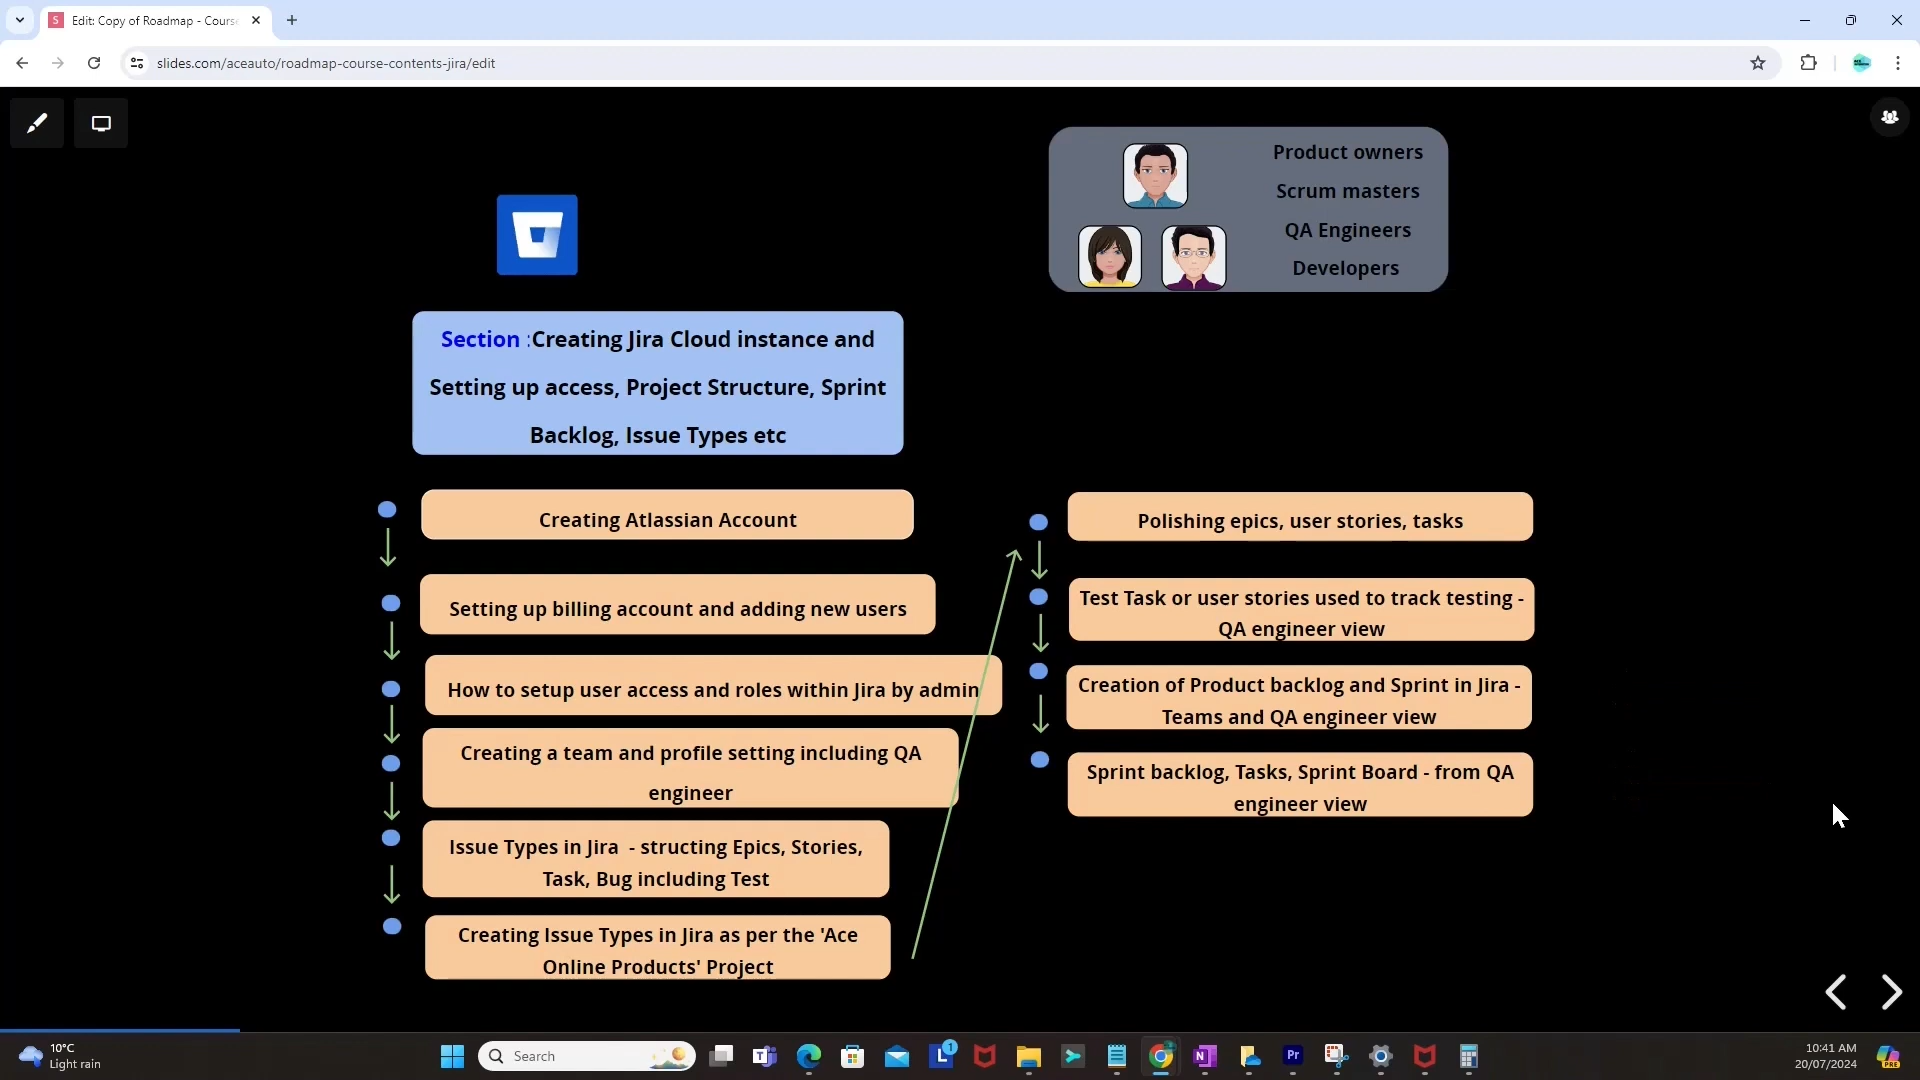 Edit: Copy of Roadmap - Cours
slides.com/aceauto/roadmap-course-contents-jira/edit
Product owners
Scrum masters
QA Engineers
Developers
Section :Creating Jira Cloud instance and
Setting up access, Project Structure, Sprint
Backlog, Issue Types etc
Creating Atlassian Account
Setting up billing account and adding new users
How to setup user access and roles within Jira by admin
Creating a team and profile setting including QA
engineer
Issue Types in Jira  - structing Epics, Stories,
Task, Bug including Test
Creating Issue Types in Jira as per the 'Ace
Online Products' Project
Polishing epics, user stories, tasks
Test Task or user stories used to track testing -
QA engineer view
Creation of Product backlog and Sprint in Jira -
Teams and QA engineer view
Sprint backlog, Tasks, Sprint Board - from QA
engineer view
10°C
Light rain
Search
1
10:41 AM
20/07/2024